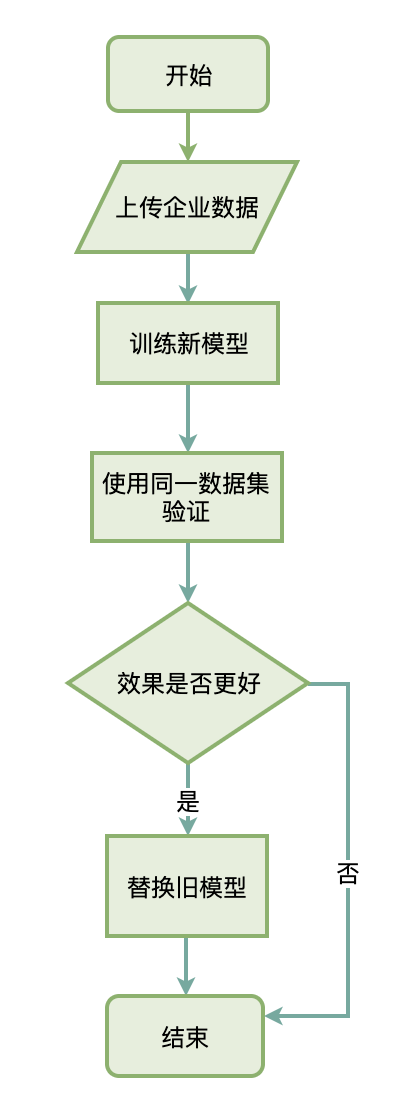 开始
上传企业数据
训练新模型
使用同一数据集
验证
效果是否更好
是
否
替换旧模型
结束